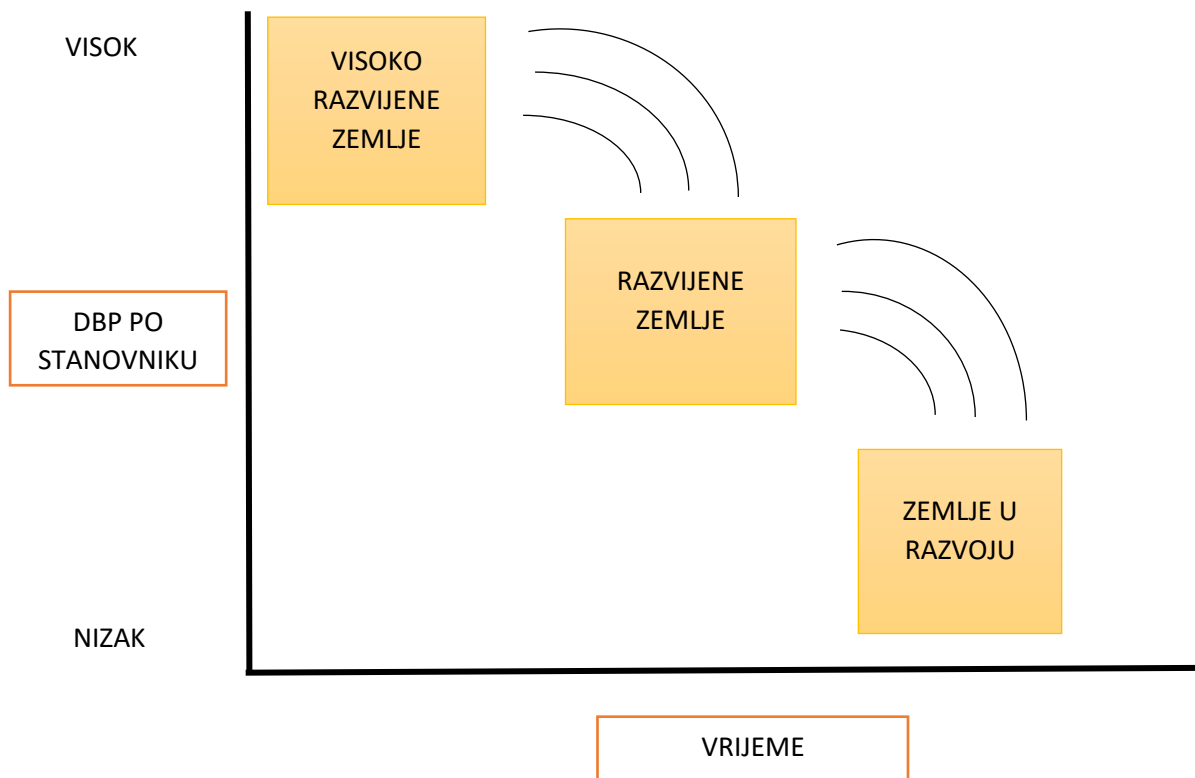 VISOK
VISOKO
RAZVIJENE
ZEMLJE
RAZVIJENE
ZEMLJE
DBP PO
STANOVNIKU
ZEMLJE U
RAZVOJU
NIZAK
VRIJEME